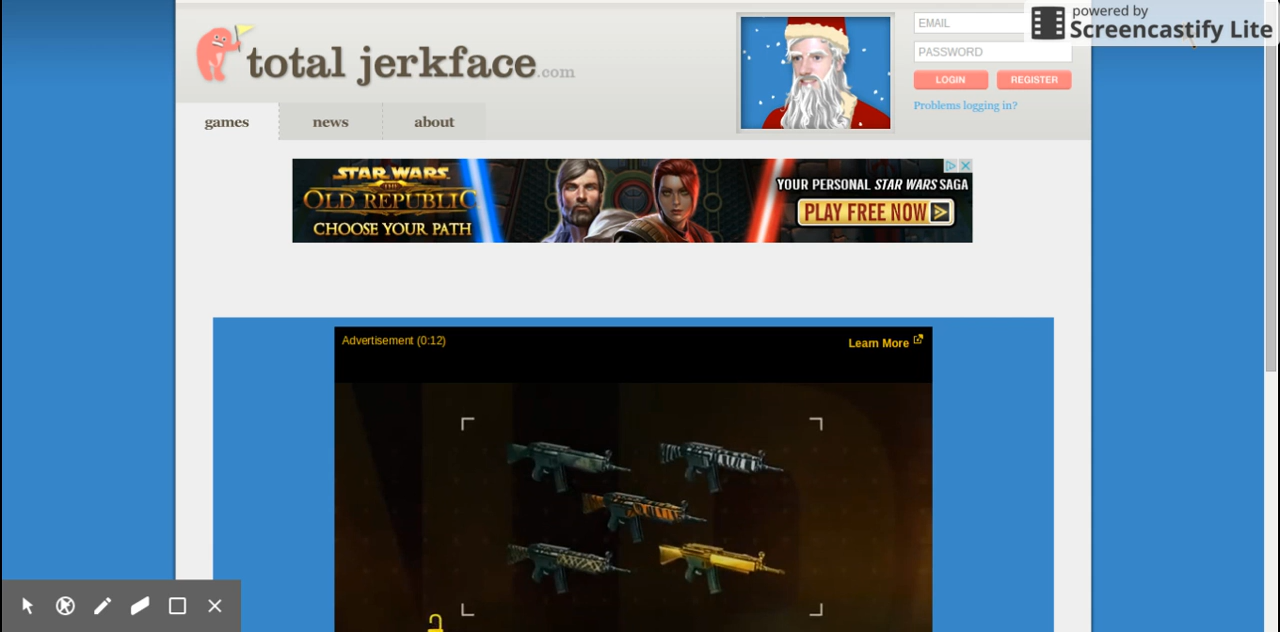 powered by
Screencastify Lite
EMAIL
total jerkface.com
PASSWORD
LOGIN REGISTER
Problems logging in?
games news about
STAR WARS
THE
OLD REPUBLIC
CHOOSE YOUR PATH
YOUR PERSONAL STAR WARS SAGA
PLAY FREE NOW
Advertisement (0:12)
Learn More